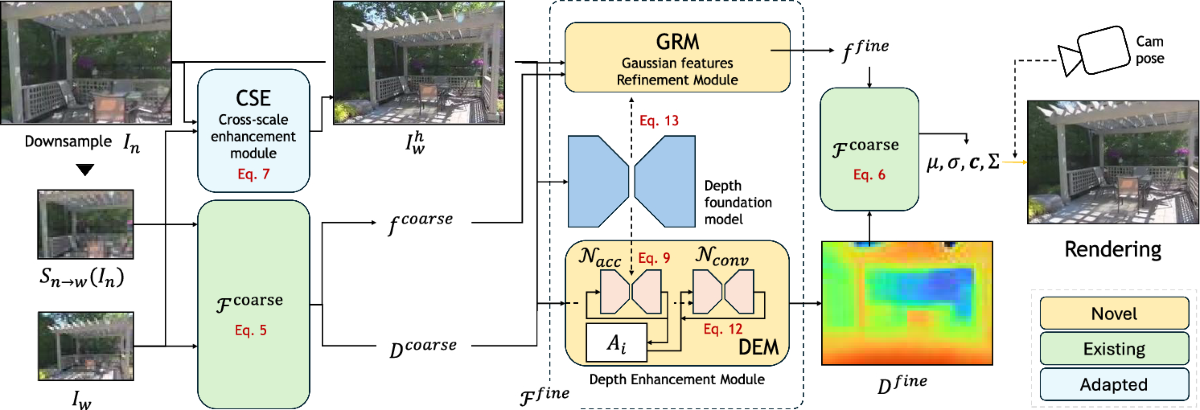 Downsample I_n
S_{n→w}(I_n)
I_w
CSE
Cross-scale
enhancement
module
Eq. 7
ℱ^coarse
Eq. 5
I_w^h
f^coarse
D^coarse
GRM
Gaussian features
Refinement Module
Eq. 13
Depth
foundation
model
𝒩_acc
Eq. 9
𝒩_conv
A_i
Eq. 12
DEM
Depth Enhancement Module
ℱ^fine
f^fine
ℱ^coarse
Eq. 6
D^fine
μ, σ, c, Σ
Cam
pose
Rendering
Novel
Existing
Adapted